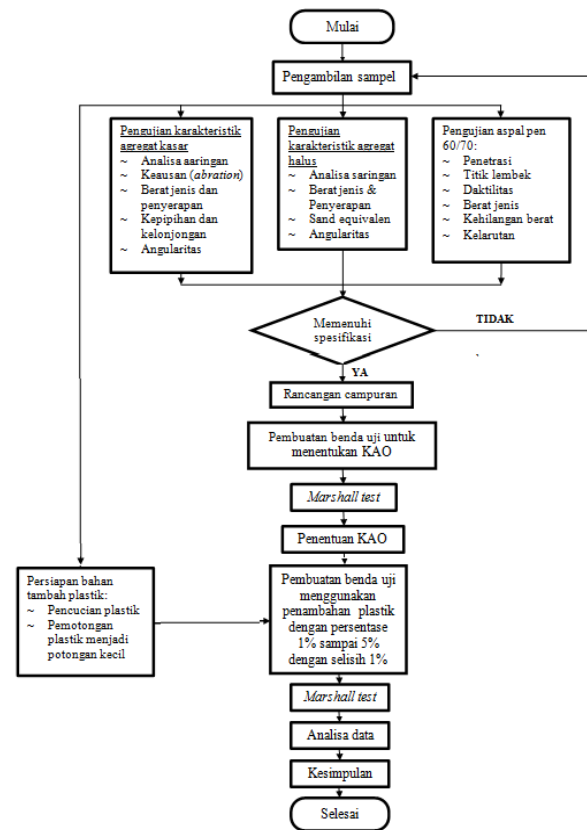 Mulai
Pengambilan sampel
Pengujian karakteristik
agregat kasar
~ Analisa aaringan
~ Keausan (abration)
~ Berat jenis dan
penyerapan
~ Kepipihan dan
kelonjongan
~ Angularitas
Pengujian
karakteristik agregat
halus
~ Analisa saringan
~ Berat jenis &
Penyerapan
~ Sand equivalen
~ Angularitas
Pengujian aspal pen
60/70:
~ Penetrasi
~ Titik lembek
~ Daktilitas
~ Berat jenis
~ Kehilangan berat
~ Kelarutan
Memenuhi
spesifikasi
TIDAK
YA
Rancangan campuran
Pembuatan benda uji untuk
menentukan KAO
Marshall test
Penentuan KAO
Persiapan bahan
tambah plastik:
~ Pencucian plastik
~ Pemotongan
plastik menjadi
potongan kecil
Pembuatan benda uji
menggunakan
penambahan plastik
dengan persentase
1% sampai 5%
dengan selisih 1%
Marshall test
Analisa data
Kesimpulan
Selesai